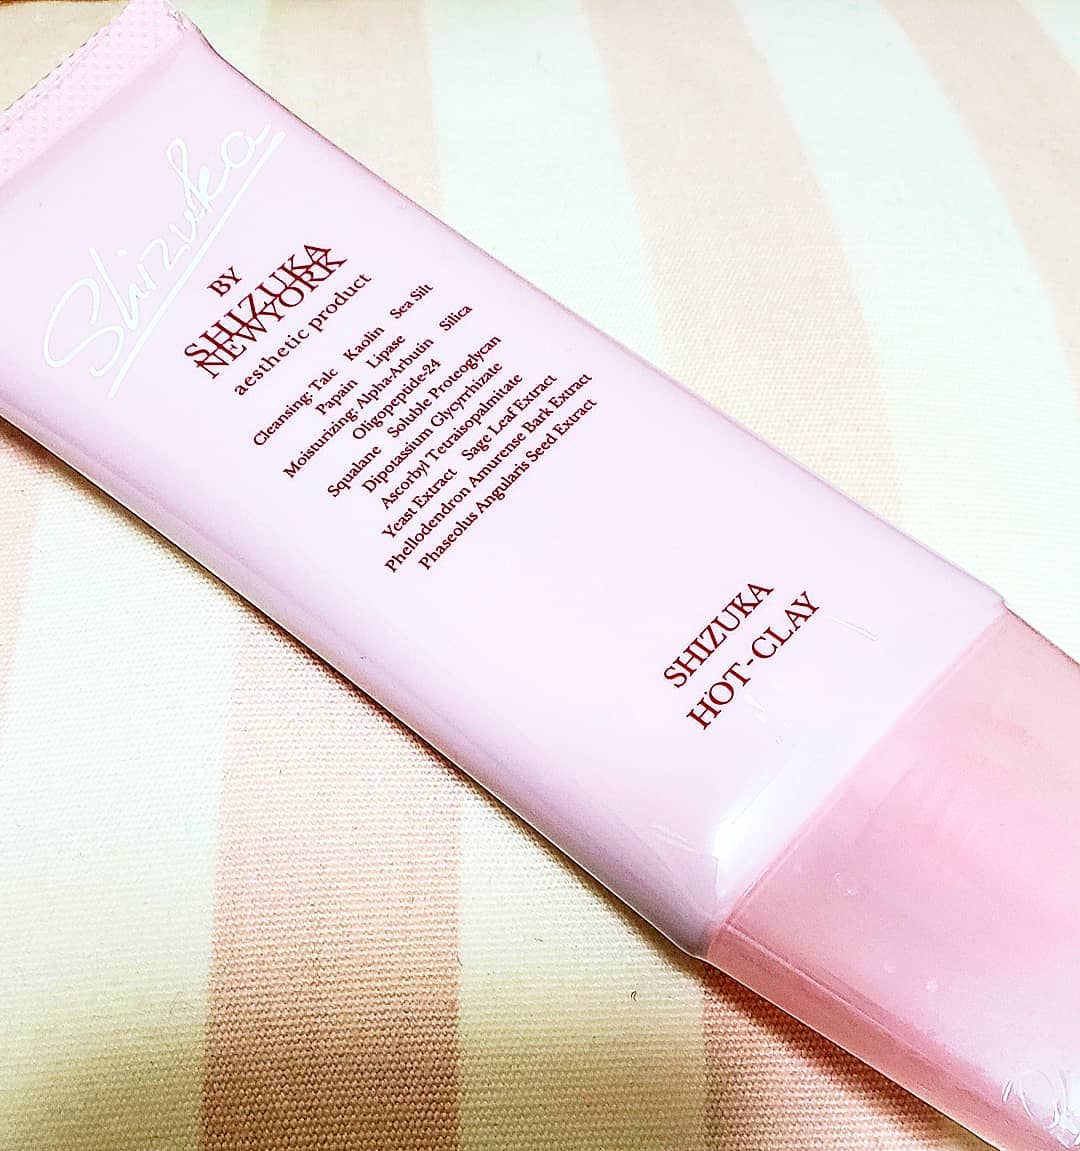 Shizuka
BY
SHIZUKA
NEWYORK
aesthetic product
Cleansing: Talc Kaolin Sea Silt
Papain Lipase
Moisturizing: Alpha-Arbutin Silica
Oligopeptide-24
Squalane Soluble Proteoglycan
Dipotassium Glycyrrhizate
Ascorbyl Tetraisopalmitate
Yeast Extract Sage Leaf Extract
Phellodendron Amurense Bark Extract
Phaseolus Angularis Seed Extract
SHIZUKA
HOT-CLAY